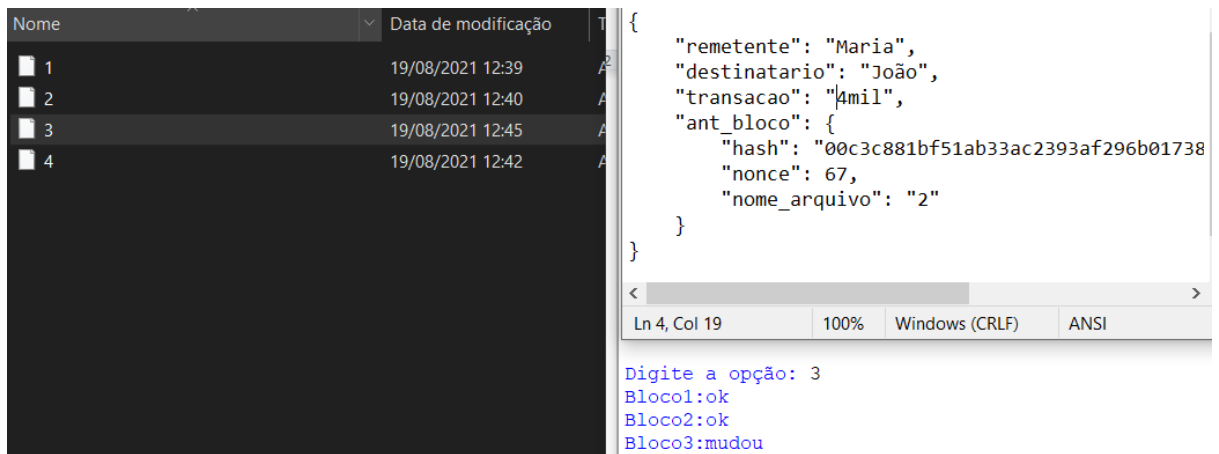 Nome Data de modificação T
1 19/08/2021 12:39 A
2 19/08/2021 12:40 A
3 19/08/2021 12:45 A
4 19/08/2021 12:42 A
2
{
"remetente": "Maria",
"destinatario": "João",
"transacao": "4mil",
"ant_bloco": {
"hash": "00c3c881bf51ab33ac2393af296b01738
"nonce": 67,
"nome_arquivo": "2"
}
}
Ln 4, Col 19 100% Windows (CRLF) ANSI
Digite a opção: 3
Bloco1:ok
Bloco2:ok
Bloco3:mudou